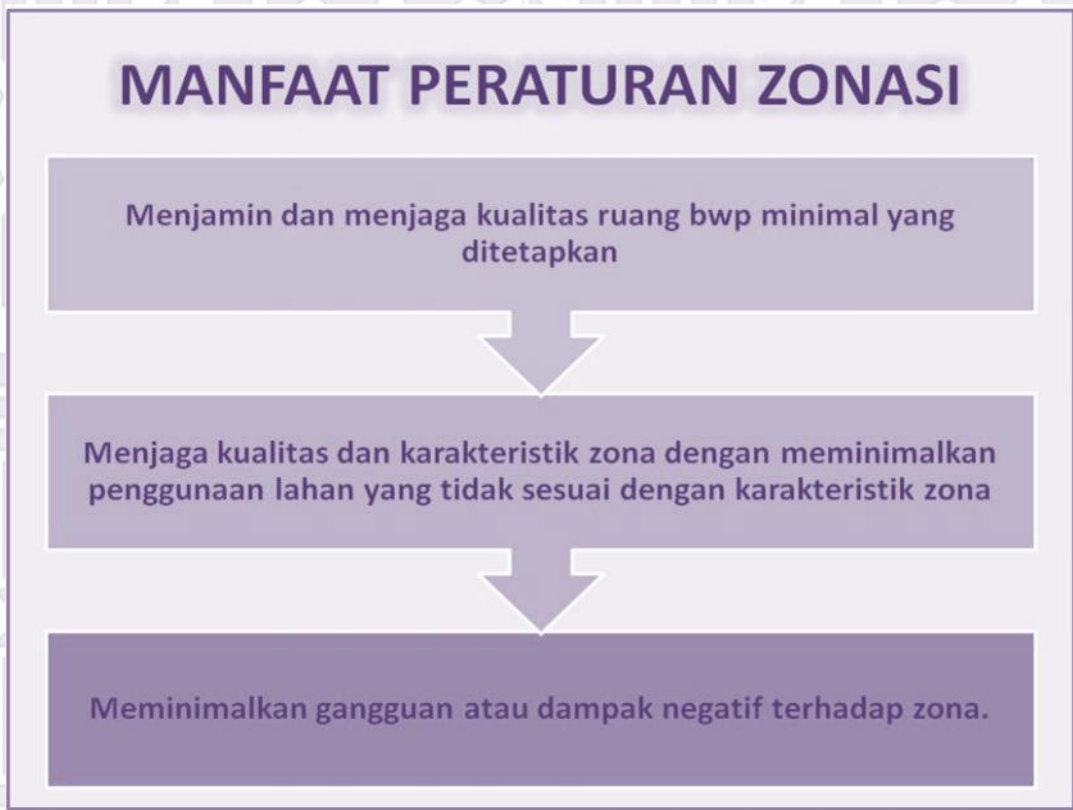 MANFAAT PERATURAN ZONASI
Menjamin dan menjaga kualitas ruang bwp minimal yang
ditetapkan
Menjaga kualitas dan karakteristik zona dengan meminimalkan
penggunaan lahan yang tidak sesuai dengan karakteristik zona
Meminimalkan gangguan atau dampak negatif terhadap zona.